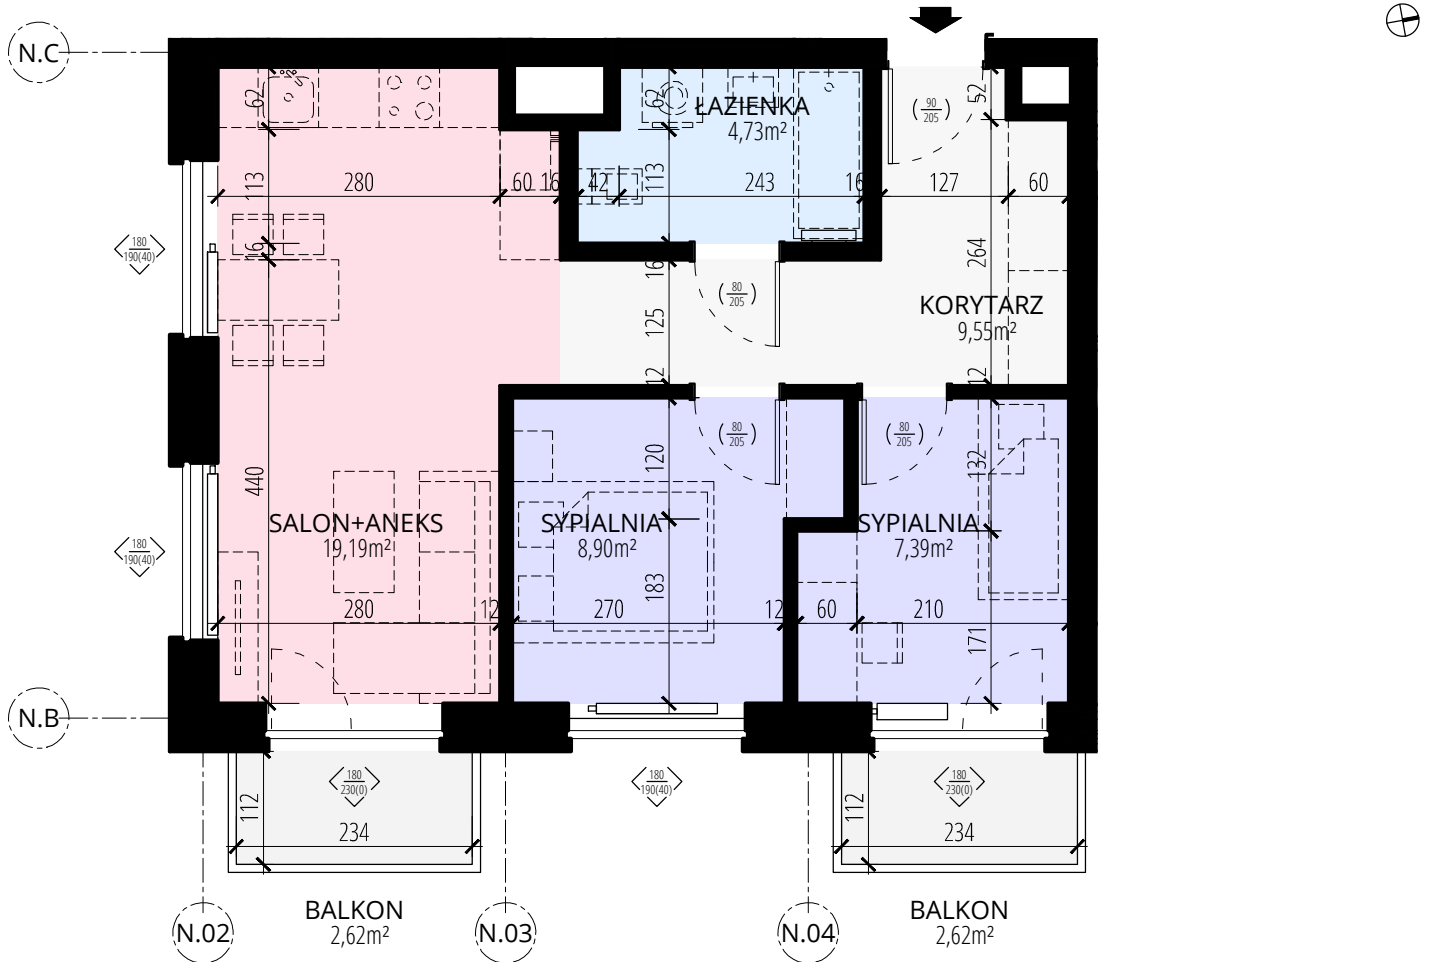 N.C
62
62
ŁAZIENKA
4,73m²
90
205
52
113
280
60
16
42
113
243
16
127
60
180
190(40)
16
16
80
205
264
KORYTARZ
9,55m²
125
12
12
440
120
80
205
80
205
132
SALON+ANEKS
19,19m²
SYPIALNIA
8,90m²
SYPIALNIA
7,39m²
180
190(40)
183
280
12
270
12
60
210
171
N.B
180
230(0)
180
190(40)
180
230(0)
112
234
112
234
BALKON
2,62m²
BALKON
2,62m²
N.02
N.03
N.04